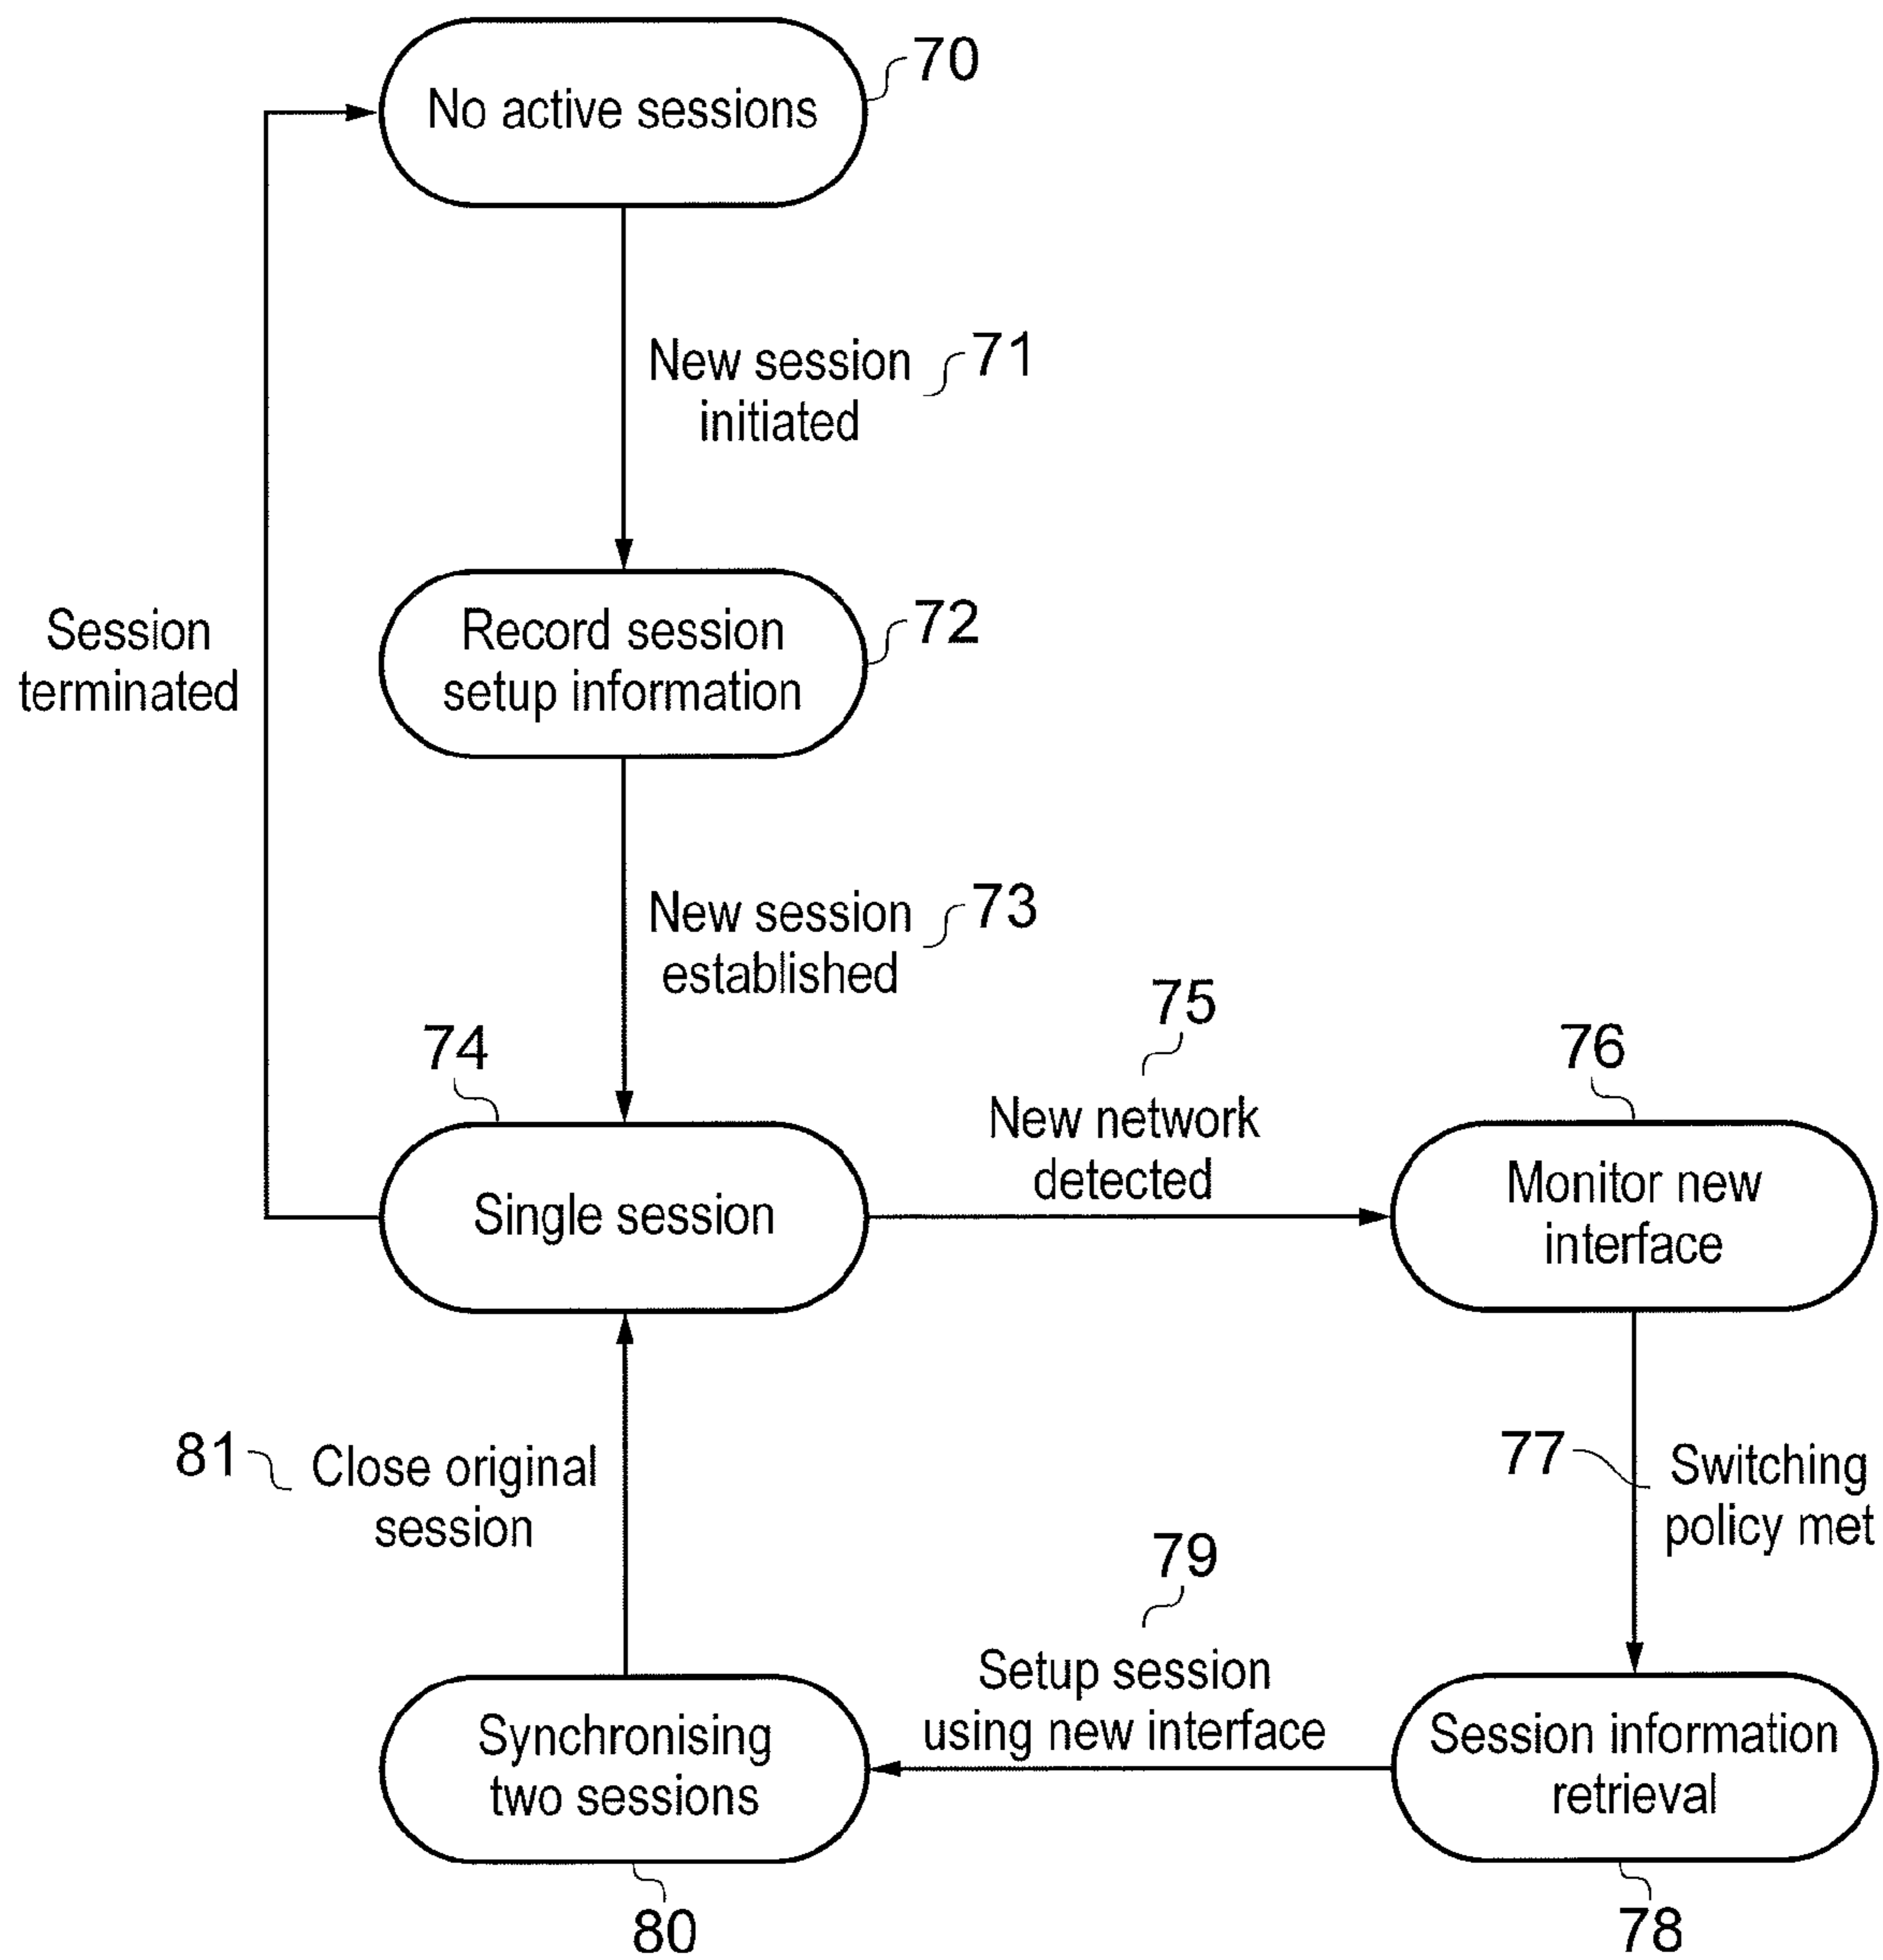 70
No active sessions
New session
initiated
71
Session
terminated
Record session
setup information
72
New session
established
73
74
Single session
75
New network
detected
76
Monitor new
interface
77
Switching
policy met
81
Close original
session
79
Setup session
using new interface
Synchronising
two sessions
80
Session information
retrieval
78